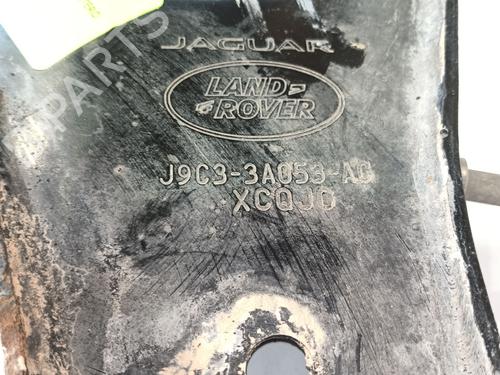 JAGUAR
LAND
ROVER
J9C3-3A053-AC
XCQJD